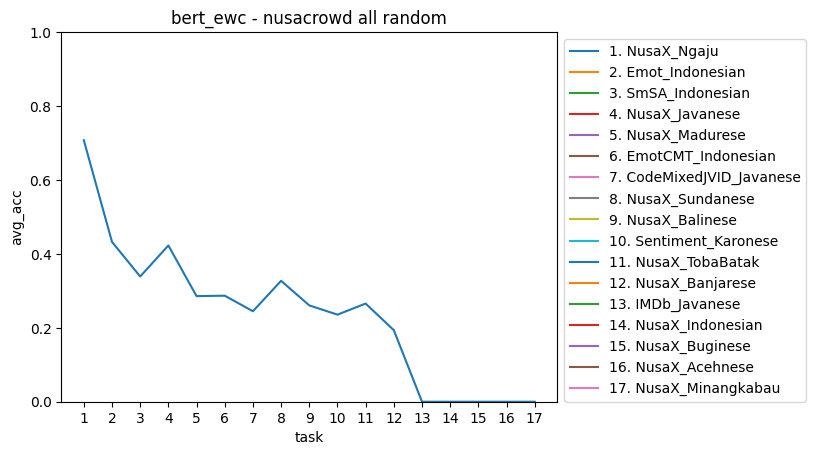 bert_ewc - nusacrowd all random
1.0
0.8
0.6
0.4
0.2
0.0
avg_acc
1 2 3 4 5 6 7 8 9 10 11 12 13 14 15 16 17
task
1. NusaX_Ngaju
2. Emot_Indonesian
3. SmSA_Indonesian
4. NusaX_Javanese
5. NusaX_Madurese
6. EmotCMT_Indonesian
7. CodeMixedJVID_Javanese
8. NusaX_Sundanese
9. NusaX_Balinese
10. Sentiment_Karonese
11. NusaX_TobaBatak
12. NusaX_Banjarese
13. IMDb_Javanese
14. NusaX_Indonesian
15. NusaX_Buginese
16. NusaX_Acehnese
17. NusaX_Minangkabau